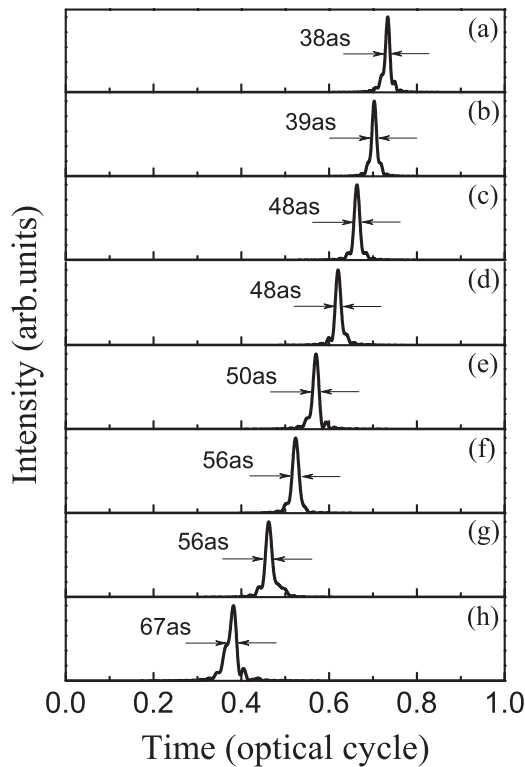 (a)
38as
(b)
39as
(c)
48as
(d)
48as
(e)
50as
(f)
56as
(g)
56as
(h)
67as
Intensity (arb.units)
0.0 0.2 0.4 0.6 0.8 1.0
Time (optical cycle)